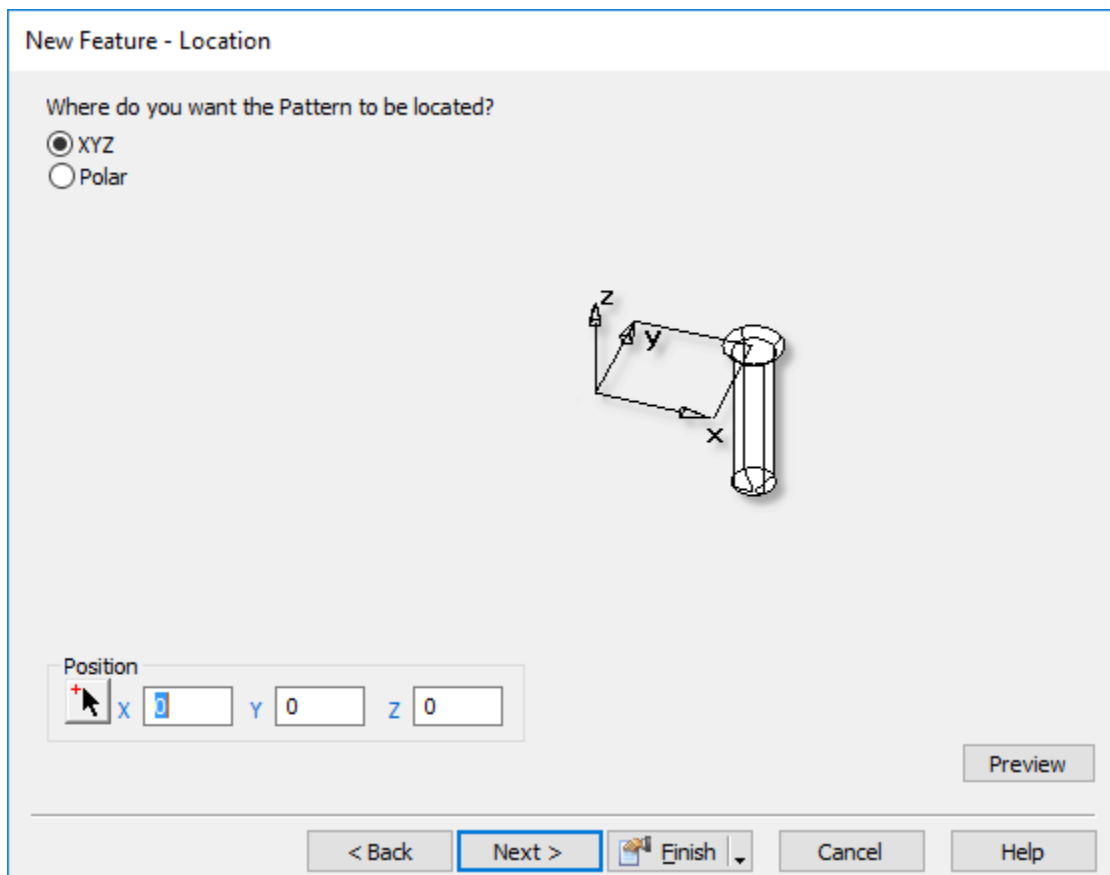 New Feature - Location
Where do you want the Pattern to be located?
XYZ
Polar
z
y
x
Position
X 0 Y 0 Z 0
Preview
< Back Next > Finish Cancel Help